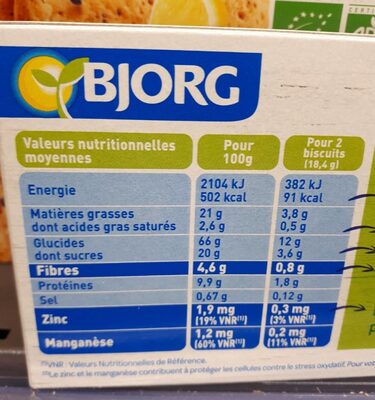 BJORG
Valeurs nutritionnelles moyennes Pour 100g Pour 2 biscuits (18,4 g)
Energie 2104 kJ 382 kJ
502 kcal 91 kcal
Matières grasses 21 g 3,8 g
dont acides gras saturés 2,6 g 0,5 g
Glucides 66 g 12 g
dont sucres 20 g 3,6 g
Fibres 4,6 g 0,8 g
Protéines 9,9 g 1,8 g
Sel 0,67 g 0,12 g
Zinc 1,9 mg (19% VNR(1)) 0,3 mg (3% VNR(1))
Manganèse 1,2 mg (60% VNR(1)) 0,2 mg (11% VNR(1))
(1)VNR : Valeurs Nutritionnelles de Référence.
Le zinc et le manganèse contribuent à protéger les cellules contre le stress oxydatif. Pour